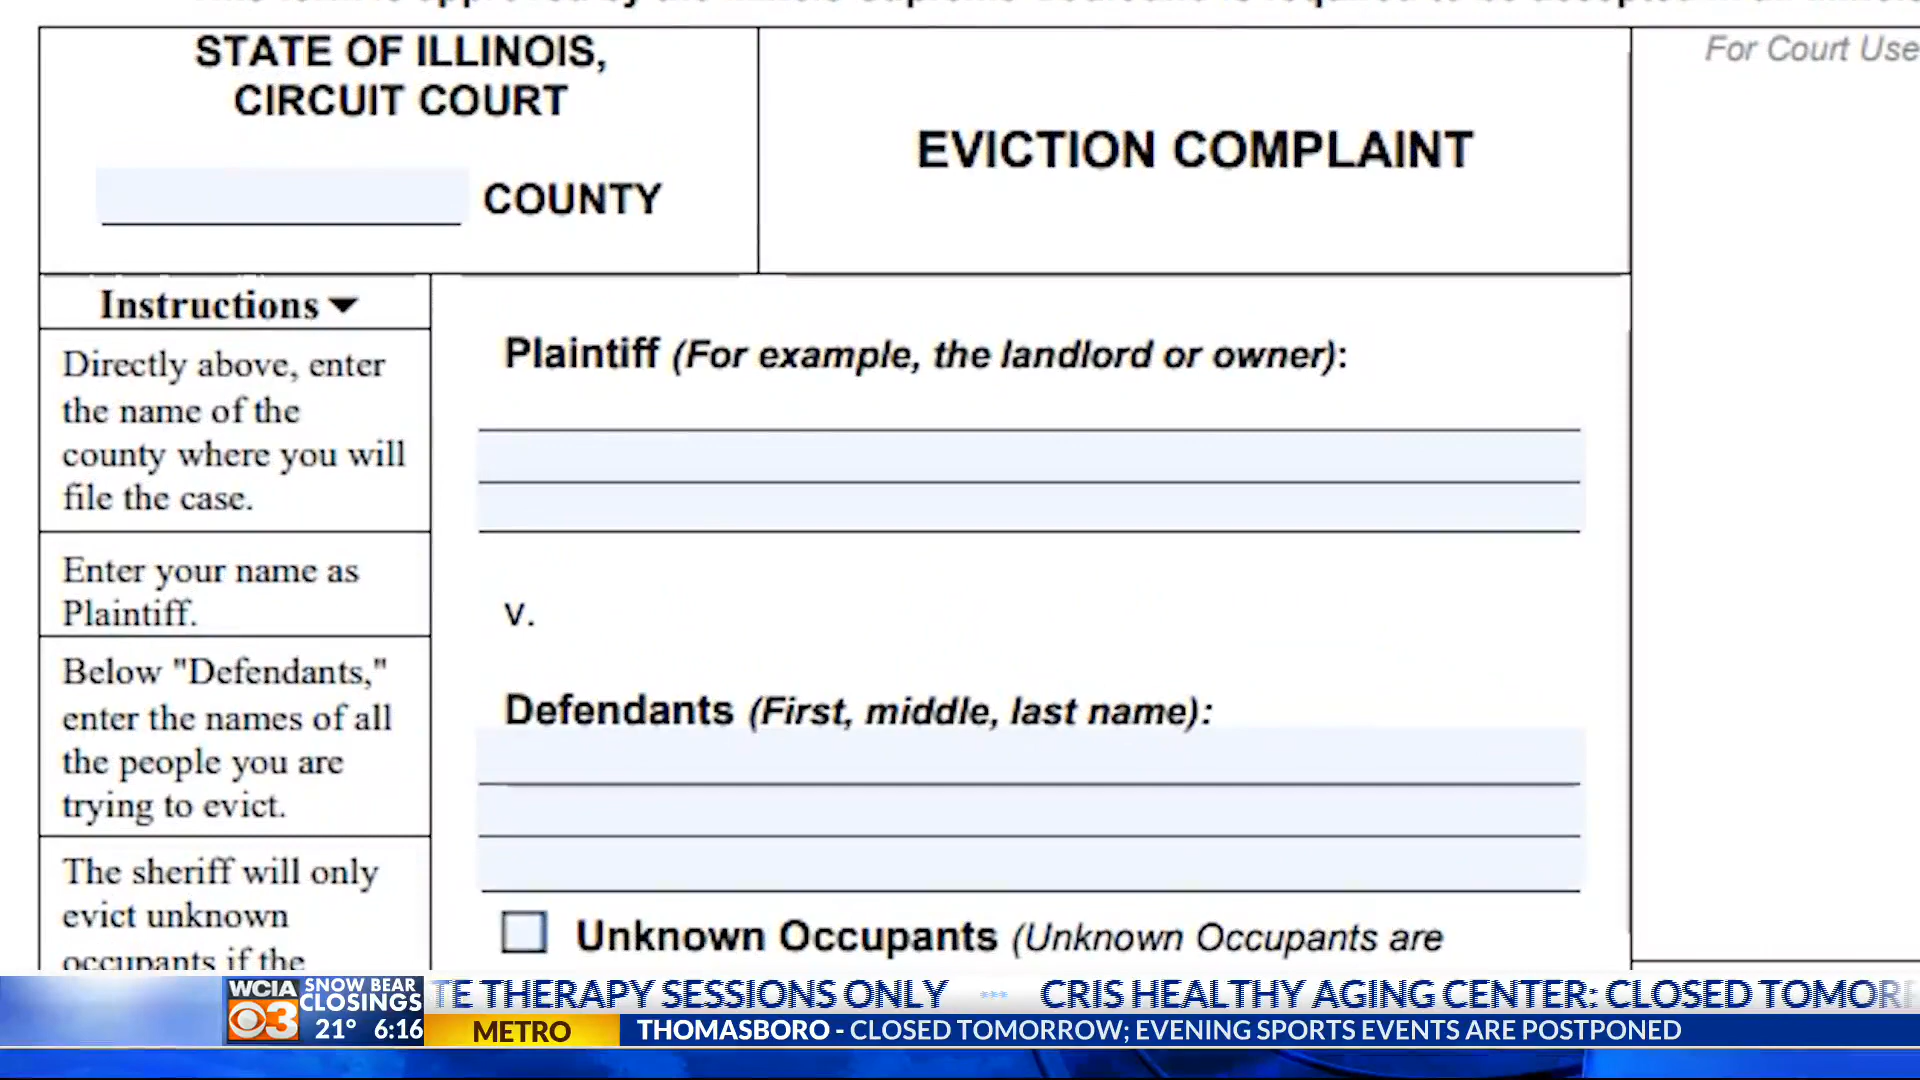 STATE OF ILLINOIS,
CIRCUIT COURT
COUNTY
EVICTION COMPLAINT
For Court Use
Instructions
Directly above, enter
the name of the
county where you will
file the case.
Enter your name as
Plaintiff.
Below "Defendants,"
enter the names of all
the people you are
trying to evict.
The sheriff will only
evict unknown
occupants if the
Plaintiff (For example, the landlord or owner):
v.
Defendants (First, middle, last name):
Unknown Occupants (Unknown Occupants are
WCIA 3
SNOW BEAR
CLOSINGS
21° 6:16
TE THERAPY SESSIONS ONLY *** CRIS HEALTHY AGING CENTER: CLOSED TOMORR
METRO
THOMASBORO - CLOSED TOMORROW; EVENING SPORTS EVENTS ARE POSTPONED